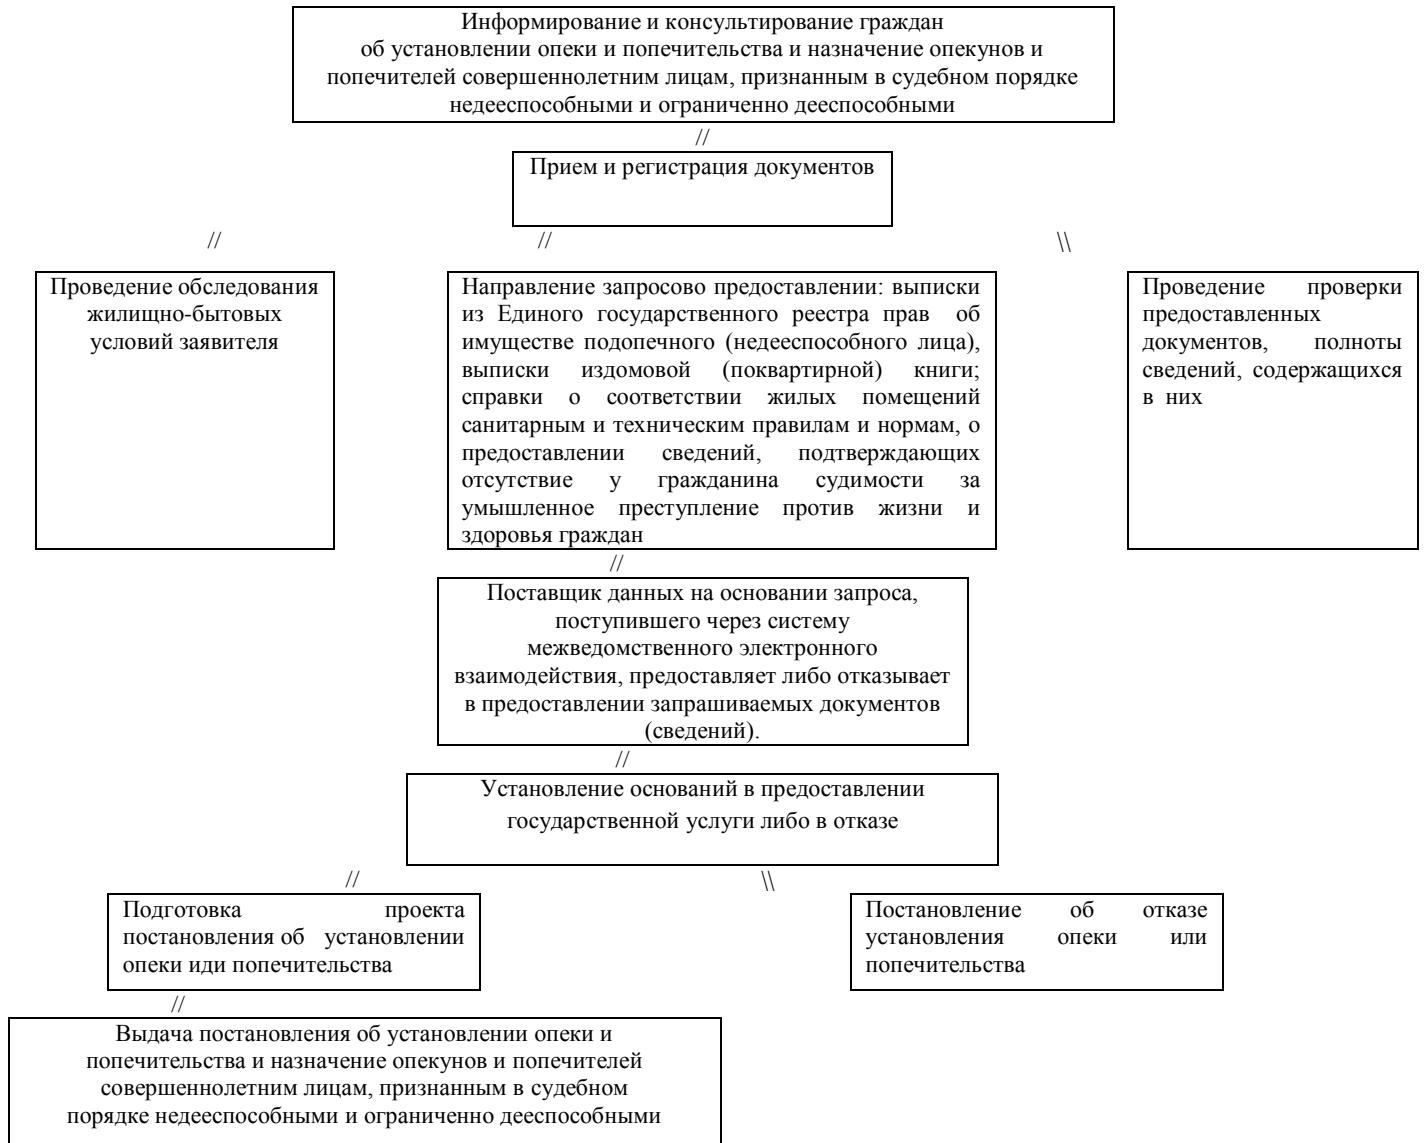 Информирование и консультирование граждан
об установлении опеки и попечительства и назначение опекунов и
попечителей совершеннолетним лицам, признанным в судебном порядке
недееспособными и ограниченно дееспособными
//
Прием и регистрация документов
// // \\
Проведение обследования
жилищно-бытовых
условий заявителя
Направление запросово предоставлении: выписки
из Единого государственного реестра прав об
имуществе подопечного (недееспособного лица),
выписки издомовой (поквартирной) книги;
справки о соответствии жилых помещений
санитарным и техническим правилам и нормам, о
предоставлении сведений, подтверждающих
отсутствие у гражданина судимости за
умышленное преступление против жизни и
здоровья граждан
Проведение проверки
предоставленных
документов, полноты
сведений, содержащихся
в них
//
Поставщик данных на основании запроса,
поступившего через систему
межведомственного электронного
взаимодействия, предоставляет либо отказывает
в предоставлении запрашиваемых документов
(сведений).
//
Установление оснований в предоставлении
государственной услуги либо в отказе
// \\
Подготовка проекта
постановления об установлении
опеки иди попечительства
Постановление об отказе
установления опеки или
попечительства
//
Выдача постановления об установлении опеки и
попечительства и назначение опекунов и попечителей
совершеннолетним лицам, признанным в судебном
порядке недееспособными и ограниченно дееспособными